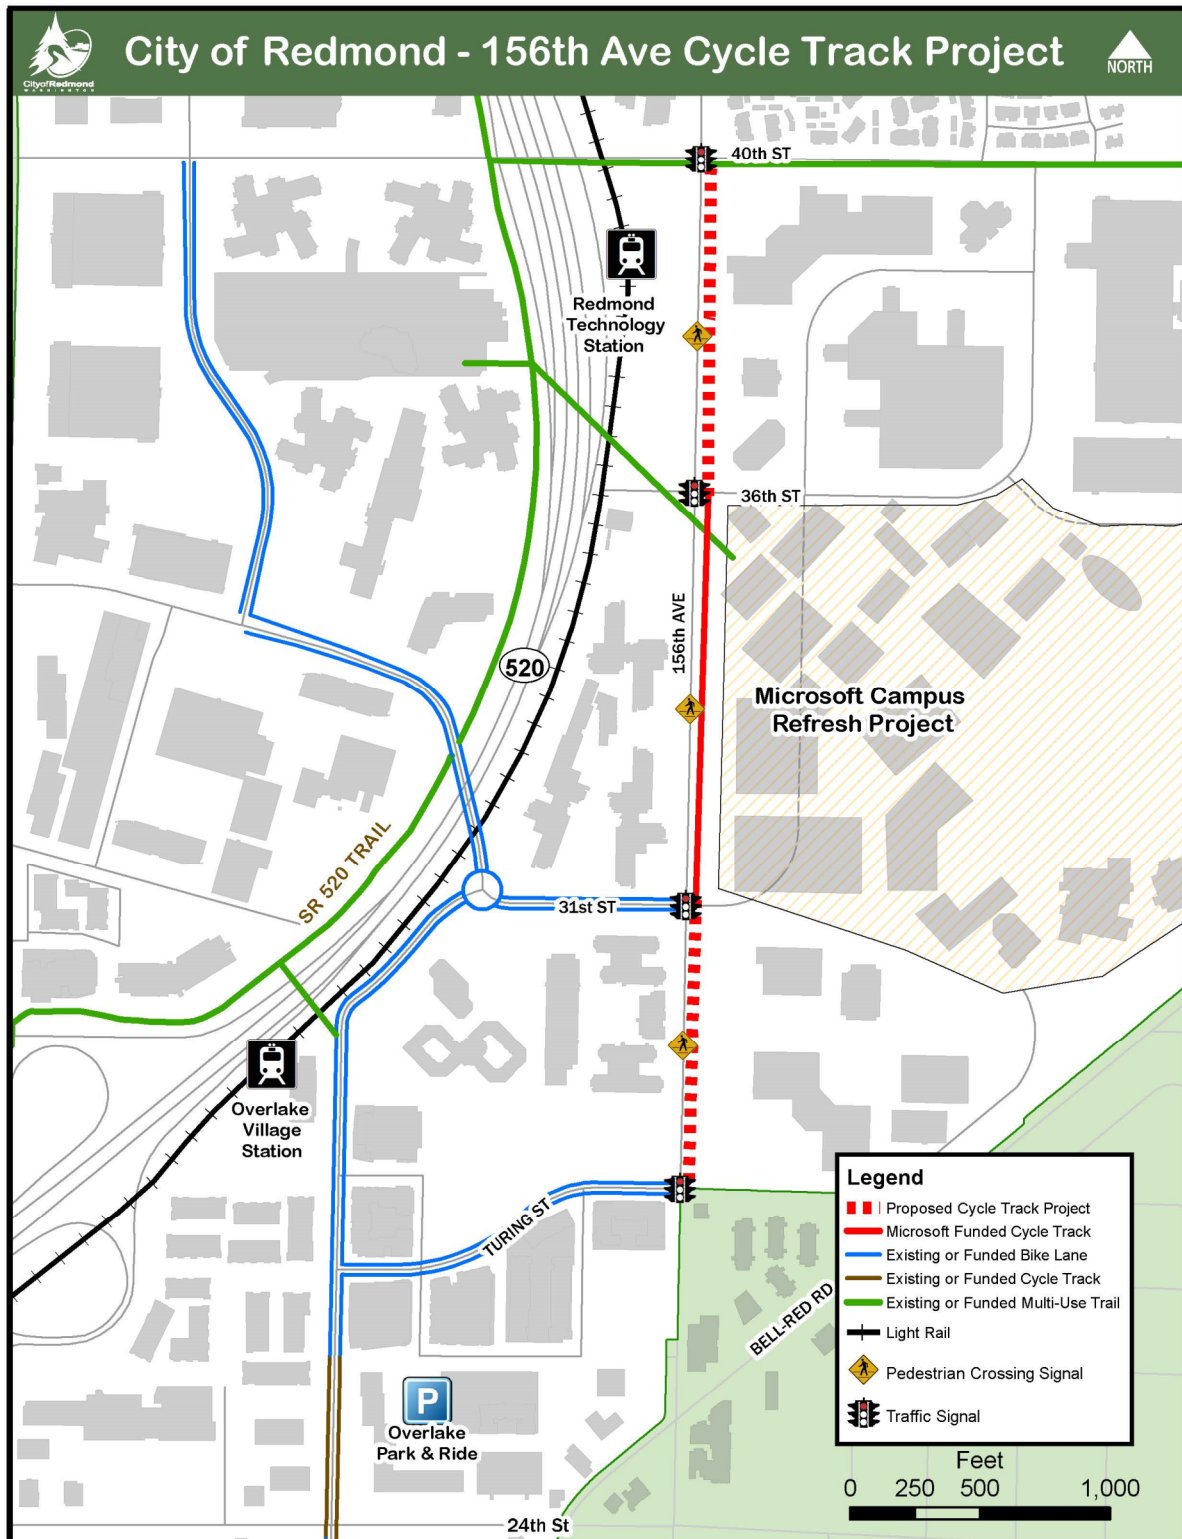 City of Redmond - 156th Ave Cycle Track Project
CityofRedmond
WASHINGTON
NORTH
40th ST
Redmond
Technology
Station
36th ST
156th AVE
520
Microsoft Campus
Refresh Project
SR 520 TRAIL
31st ST
Overlake
Village
Station
TURING ST
BELL-RED RD
P
Overlake
Park & Ride
24th St
Legend
Proposed Cycle Track Project
Microsoft Funded Cycle Track
Existing or Funded Bike Lane
Existing or Funded Cycle Track
Existing or Funded Multi-Use Trail
Light Rail
Pedestrian Crossing Signal
Traffic Signal
Feet
0 250 500 1,000